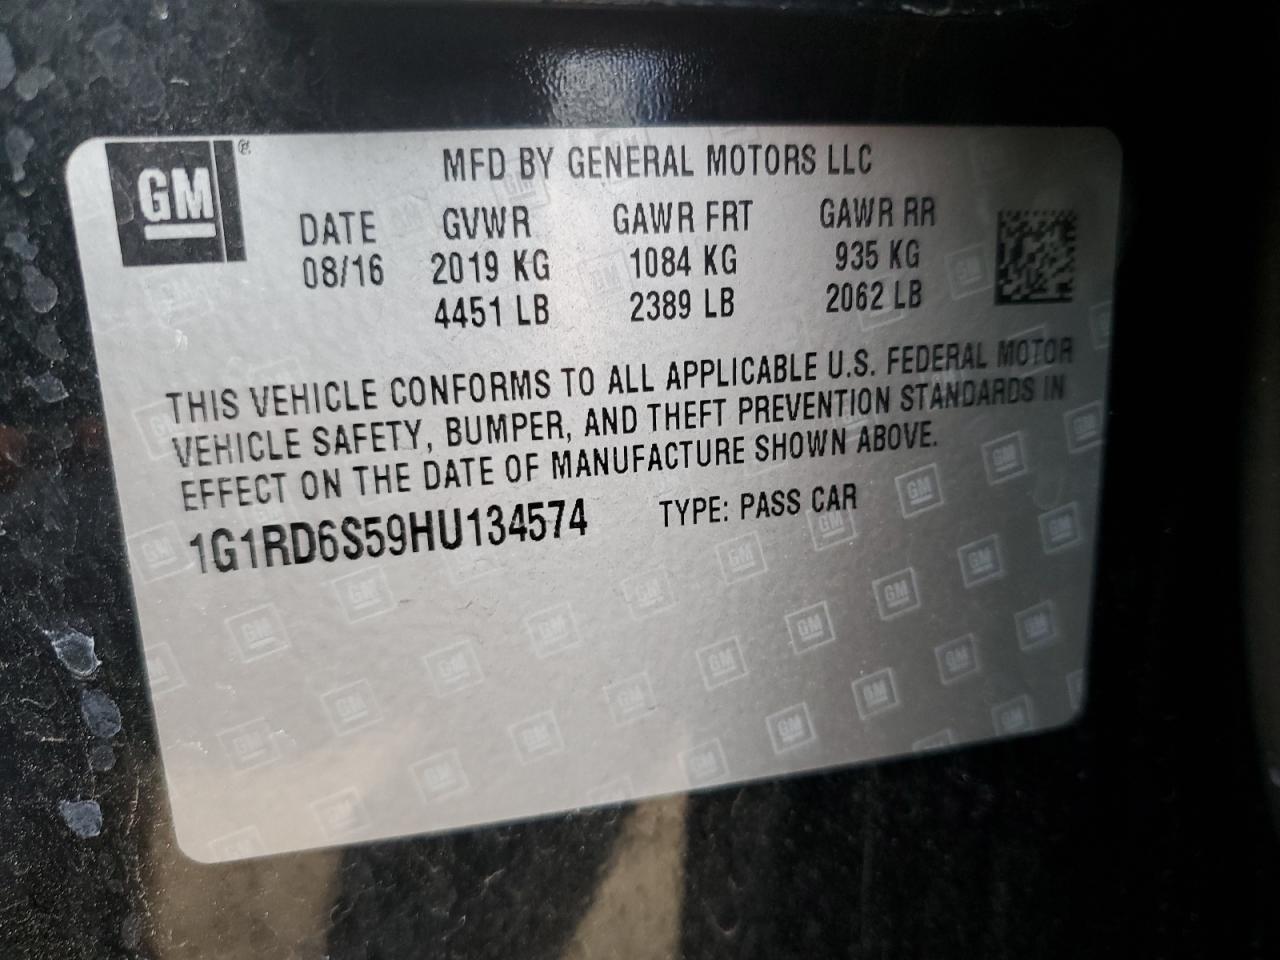 GM ®
MFD BY GENERAL MOTORS LLC
DATE GVWR GAWR FRT GAWR RR
08/16 2019 KG 1084 KG 935 KG
4451 LB 2389 LB 2062 LB
THIS VEHICLE CONFORMS TO ALL APPLICABLE U.S. FEDERAL MOTOR
VEHICLE SAFETY, BUMPER, AND THEFT PREVENTION STANDARDS IN
EFFECT ON THE DATE OF MANUFACTURE SHOWN ABOVE.
1G1RD6S59HU134574 TYPE: PASS CAR